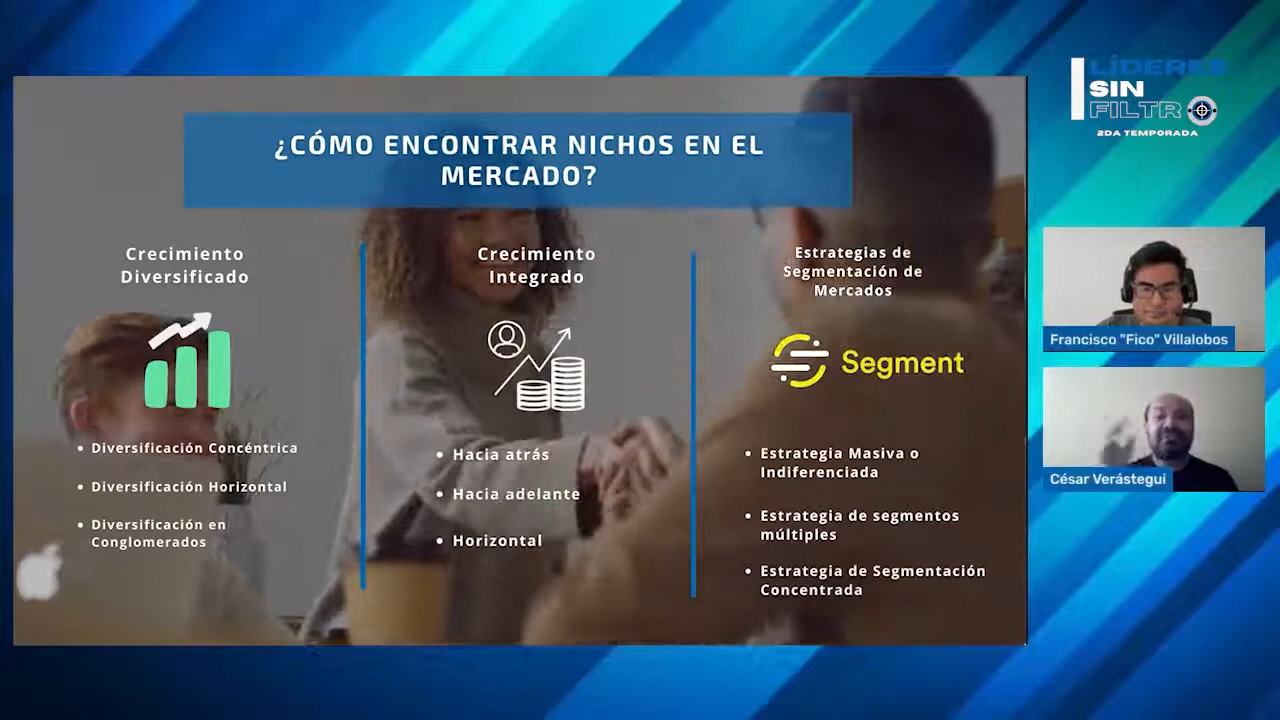 LÍDERES
SIN
FILTRO
2DA TEMPORADA
¿CÓMO ENCONTRAR NICHOS EN EL
MERCADO?
Crecimiento
Diversificado
• Diversificación Concéntrica
• Diversificación Horizontal
• Diversificación en
Conglomerados
Crecimiento
Integrado
• Hacia atrás
• Hacia adelante
• Horizontal
Estrategias de
Segmentación de
Mercados
Segment
• Estrategia Masiva o
Indiferenciada
• Estrategia de segmentos
múltiples
• Estrategia de Segmentación
Concentrada
Francisco "Fico" Villalobos
César Verástegui